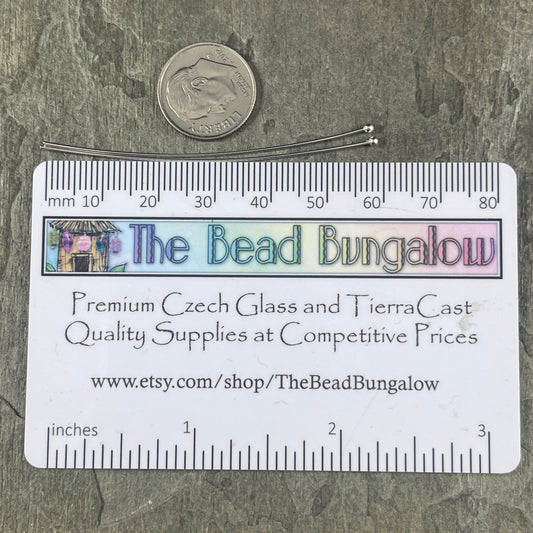 LIBERTY
mm 10 20 30 40 50 60 70 80
The Bead Bungalow
Premium Czech Glass and TierraCast
Quality Supplies at Competitive Prices
www.etsy.com/shop/TheBeadBungalow
inches 1 2 3